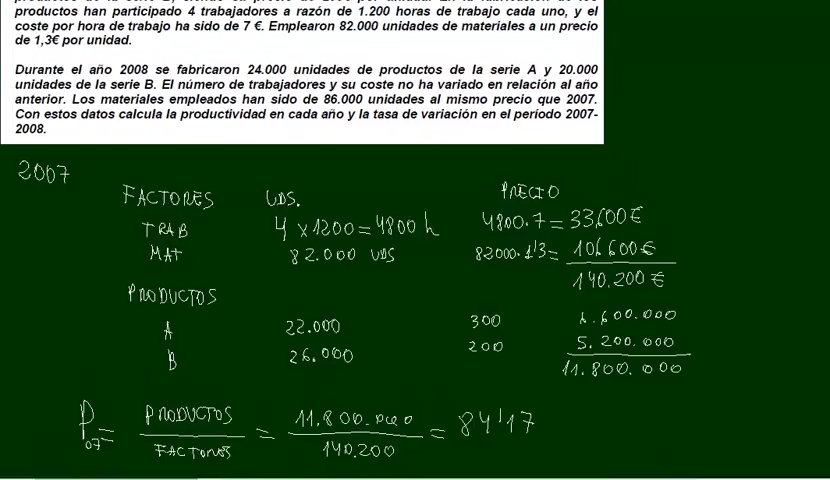 productos han participado 4 trabajadores a razón de 1.200 horas de trabajo cada uno, y el
coste por hora de trabajo ha sido de 7 €. Emplearon 82.000 unidades de materiales a un precio
de 1,3€ por unidad.
Durante el año 2008 se fabricaron 24.000 unidades de productos de la serie A y 20.000
unidades de la serie B. El número de trabajadores y su coste no ha variado en relación al año
anterior. Los materiales empleados han sido de 86.000 unidades al mismo precio que 2007.
Con estos datos calcula la productividad en cada año y la tasa de variación en el período 2007-
2008.
2007
FACTORES UDS. PRECIO
TRAB 4 x 1200 = 4800 h 4800.7 = 33.600 €
MAT 82.000 UDS 82000.1'3 = 106.600 €
140.200 €
PRODUCTOS
A 22.000 300 6.600.000
B 26.000 200 5.200.000
11.800.000
P07 = PRODUCTOS / FACTORES = 11.800.000 / 140.200 = 84'17